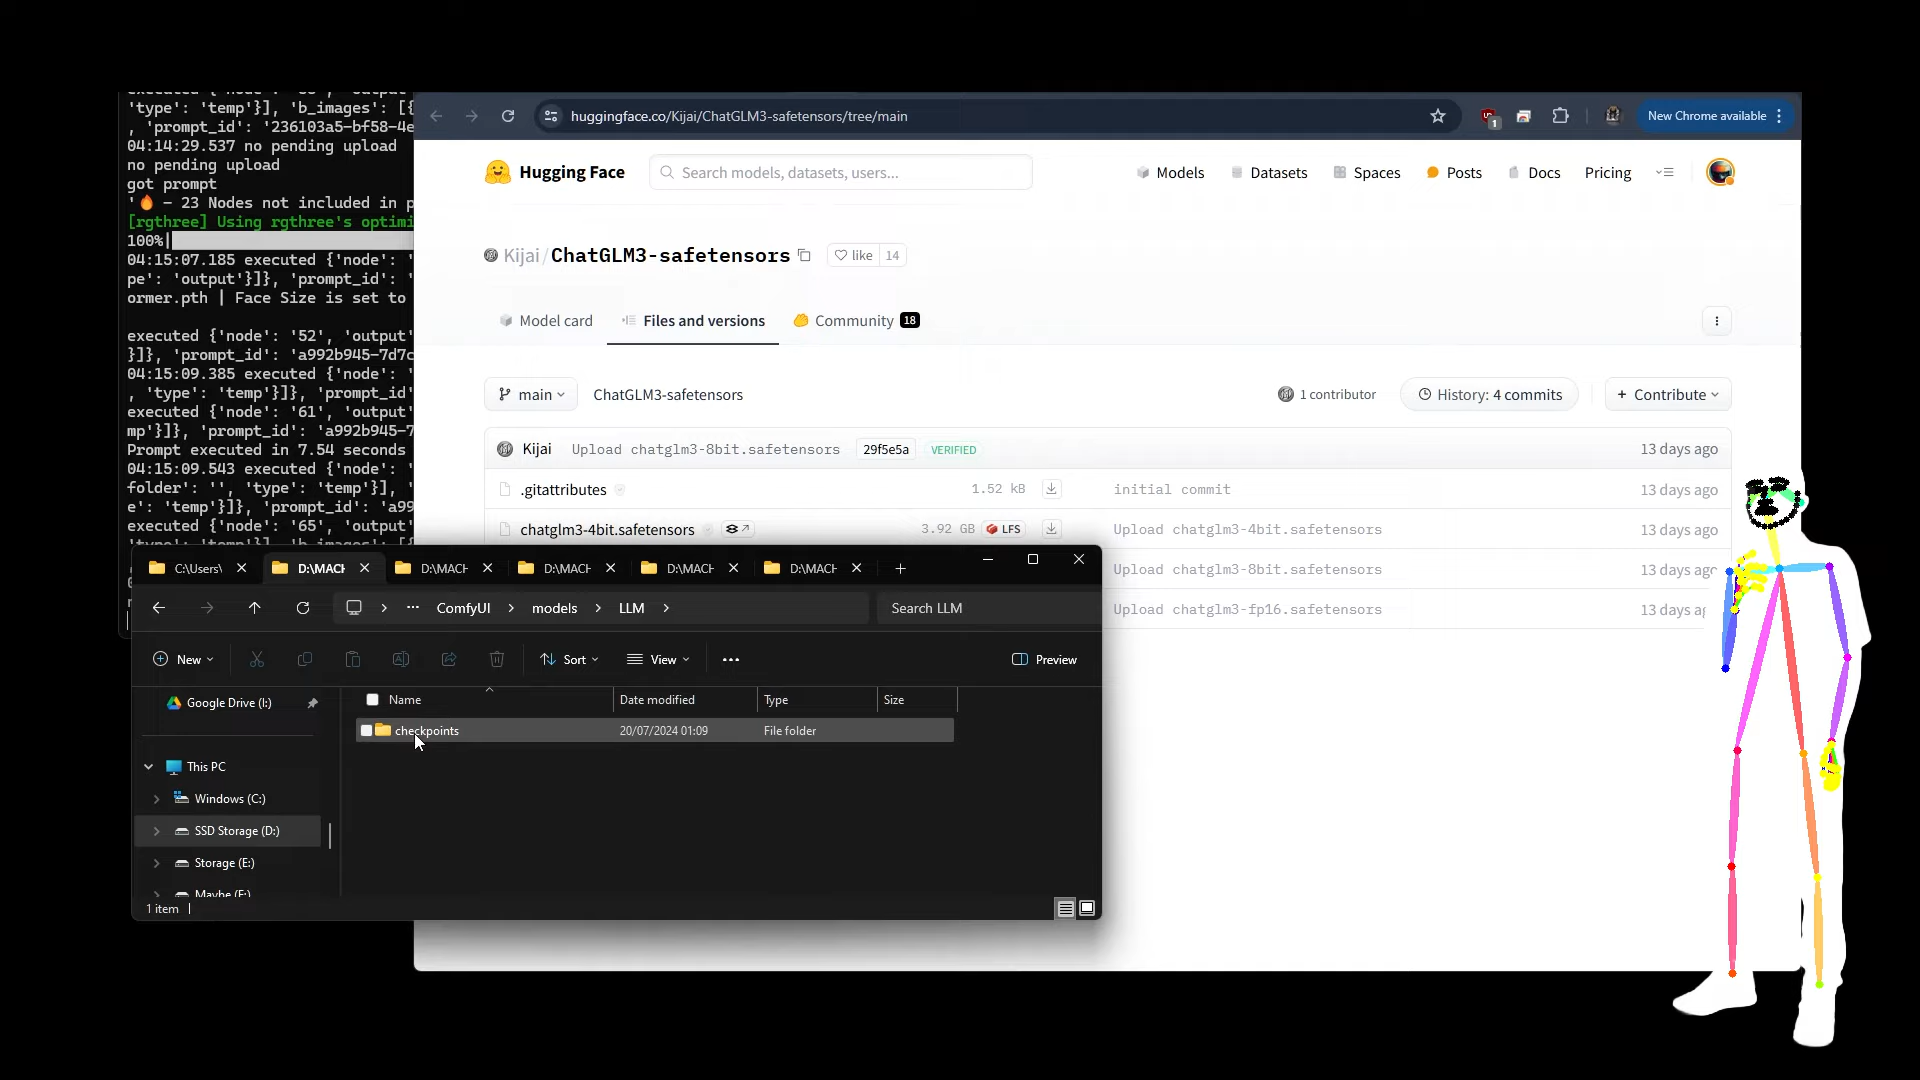 'type': 'temp'}], 'b_images': [{
, 'prompt_id': '236103a5-bf58-4e
04:14:29.537 no pending upload
no pending upload
got prompt
'🔥 - 23 Nodes not included in p
[rgthree] Using rgthree's optimi
100%|
04:15:07.185 executed {'node': '
pe': 'output'}]}, 'prompt_id': '
ormer.pth | Face Size is set to
executed {'node': '52', 'output'
}]}, 'prompt_id': 'a992b945-7d7c
04:15:09.385 executed {'node': '
, 'type': 'temp'}]}, 'prompt_id'
executed {'node': '61', 'output'
mp'}]}, 'prompt_id': 'a992b945-7
Prompt executed in 7.54 seconds
04:15:09.543 executed {'node': '
folder': '', 'type': 'temp'}], '
e': 'temp'}]}, 'prompt_id': 'a99
executed {'node': '65', 'output'
huggingface.co/Kijai/ChatGLM3-safetensors/tree/main
1
New Chrome available
Hugging Face
Search models, datasets, users...
Models
Datasets
Spaces
Posts
Docs
Pricing
Kijai/ChatGLM3-safetensors
like 14
Model card
Files and versions
Community 18
main
ChatGLM3-safetensors
1 contributor
History: 4 commits
+ Contribute
Kijai Upload chatglm3-8bit.safetensors 29f5e5a VERIFIED 13 days ago
.gitattributes 1.52 kB initial commit 13 days ago
chatglm3-4bit.safetensors 3.92 GB LFS Upload chatglm3-4bit.safetensors 13 days ago
Upload chatglm3-8bit.safetensors 13 days ago
Upload chatglm3-fp16.safetensors 13 days
C:\Users\
D:\MACH
D:\MACH
D:\MACH
D:\MACH
D:\MACH
ComfyUI > models > LLM >
Search LLM
New
Sort
View
Preview
Google Drive (I:)
This PC
Windows (C:)
SSD Storage (D:)
Storage (E:)
Maybe (F:)
Name Date modified Type Size
checkpoints 20/07/2024 01:09 File folder
1 item